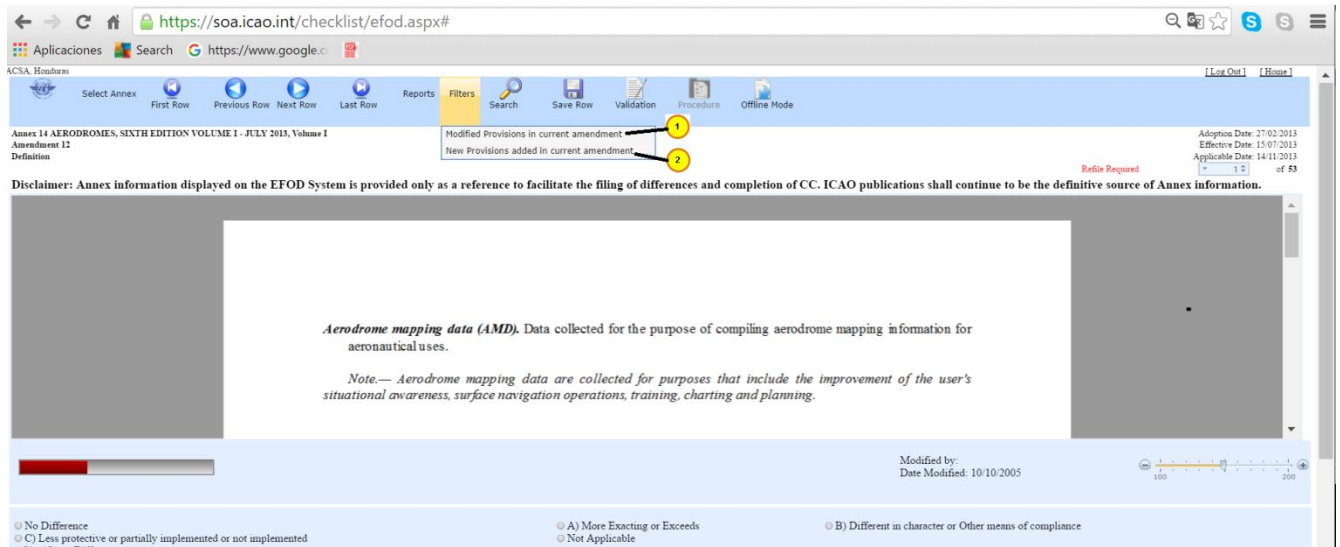 https://soa.icao.int/checklist/efod.aspx#
Aplicaciones Search https://www.google.c
ACSA, Honduras [ Log Out ] [ Home ]
Select Annex First Row Previous Row Next Row Last Row Reports Filters Search Save Row Validation Procedure Offline Mode
Annex 14 AERODROMES, SIXTH EDITION VOLUME I - JULY 2013, Volume I
Amendment 12
Definition
Modified Provisions in current amendment 1
New Provisions added in current amendment 2
Adoption Date: 27/02/2013
Effective Date: 15/07/2013
Applicable Date: 14/11/2013
Refile Required 1 of 53
Disclaimer: Annex information displayed on the EFOD System is provided only as a reference to facilitate the filing of differences and completion of CC. ICAO publications shall continue to be the definitive source of Annex information.
Aerodrome mapping data (AMD). Data collected for the purpose of compiling aerodrome mapping information for
aeronautical uses.
Note.— Aerodrome mapping data are collected for purposes that include the improvement of the user's
situational awareness, surface navigation operations, training, charting and planning.
Modified by:
Date Modified: 10/10/2005
100 200
No Difference A) More Exacting or Exceeds B) Different in character or Other means of compliance
C) Less protective or partially implemented or not implemented Not Applicable